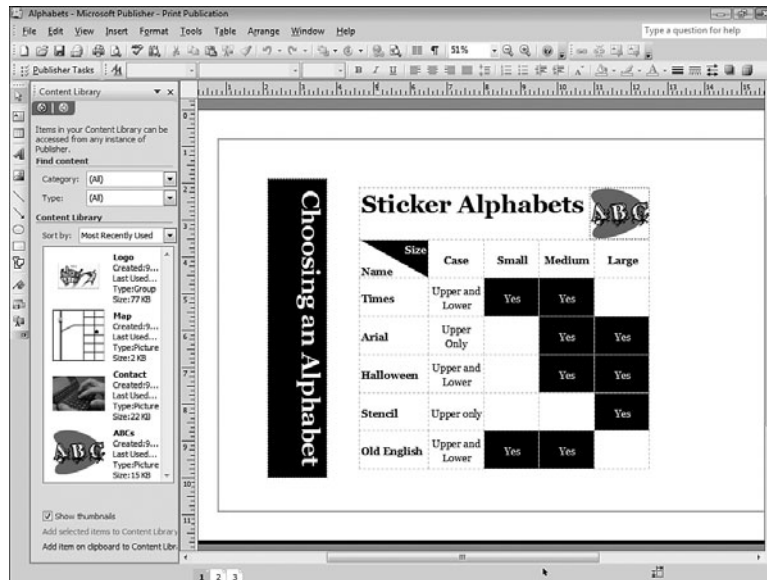 Alphabets - Microsoft Publisher - Print Publication
File Edit View Insert Format Tools Table Arrange Window Help
Type a question for help
51%
Publisher Tasks
Content Library
Items in your Content Library can be
accessed from any instance of
Publisher.
Find content
Category: (All)
Type: (All)
Content Library
Sort by: Most Recently Used
Logo
Created:9...
Last Used...
Type:Group
Size:77 KB
Map
Created:9...
Last Used...
Type:Picture
Size:2 KB
Contact
Created:9...
Last Used...
Type:Picture
Size:22 KB
ABC
ABCs
Created:9...
Last Used...
Type:Picture
Size:15 KB
Show thumbnails
Add selected items to Content Library
Add item on clipboard to Content Libr
Choosing an Alphabet
Sticker Alphabets
ABC
Size
Name Case Small Medium Large
Times Upper and Lower Yes Yes
Arial Upper Only Yes Yes
Halloween Upper and Lower Yes Yes
Stencil Upper only Yes
Old English Upper and Lower Yes Yes
1 2 3